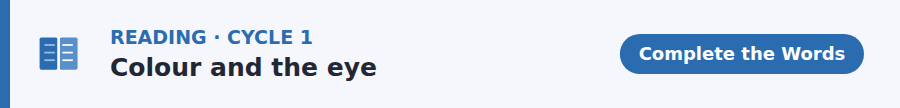 READING · CYCLE 1
Colour and the eye
Complete the Words